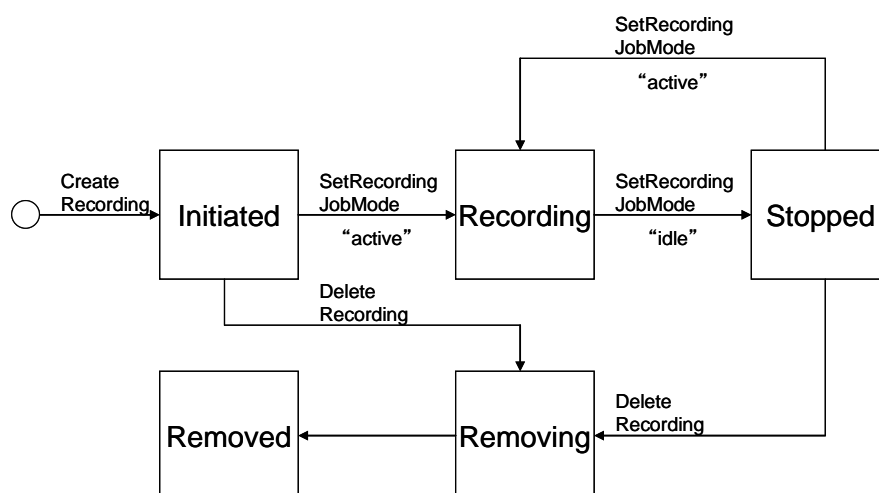 SetRecording
JobMode
“active”
Create
Recording
Initiated
SetRecording
JobMode
“active”
Recording
SetRecording
JobMode
“idle”
Stopped
Delete
Recording
Removed
Removing
Delete
Recording